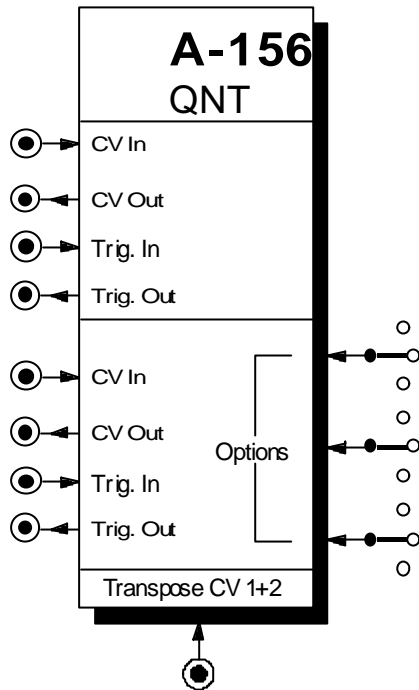 A-156
QNT
CV In
CV Out
Trig. In
Trig. Out
CV In
CV Out
Options
Trig. In
Trig. Out
Transpose CV 1+2